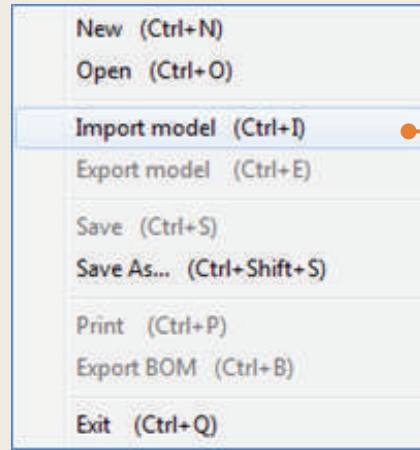 New (Ctrl+N)
Open (Ctrl+O)
Import model (Ctrl+I)
Export model (Ctrl+E)
Save (Ctrl+S)
Save As... (Ctrl+Shift+S)
Print (Ctrl+P)
Export BOM (Ctrl+B)
Exit (Ctrl+Q)